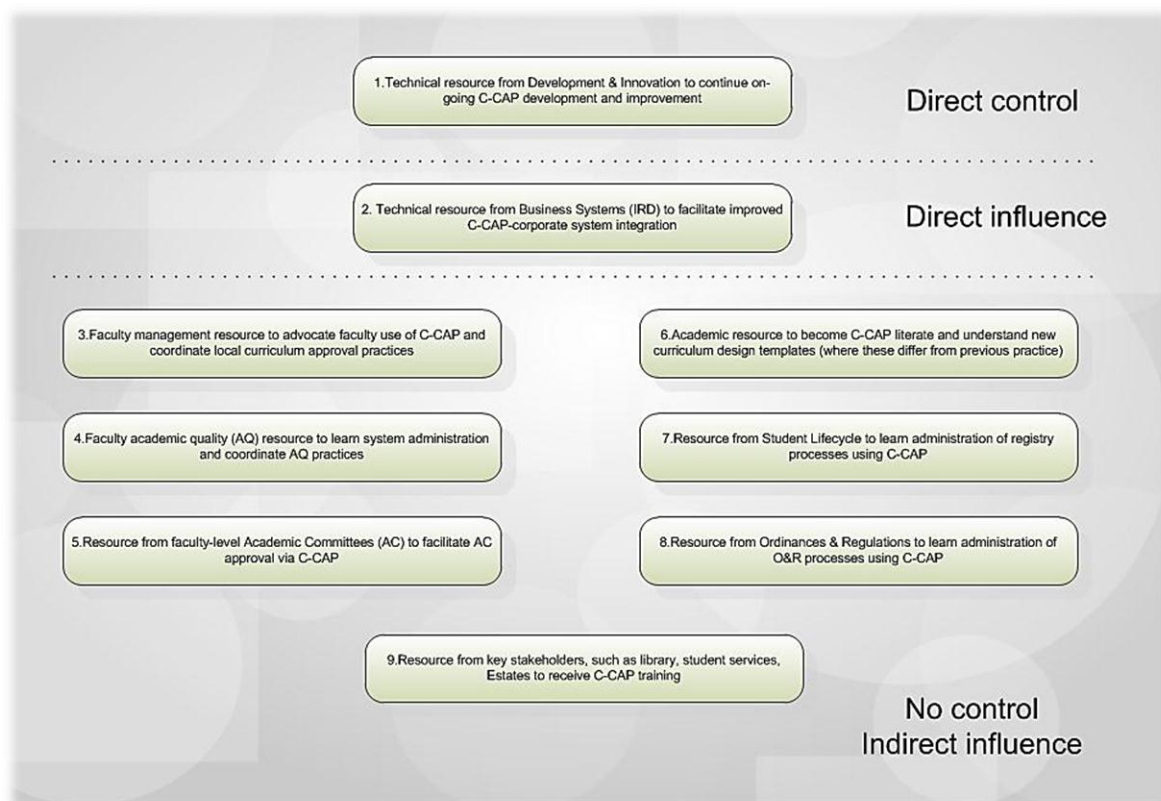 1.Technical resource from Development & Innovation to continue on-
going C-CAP development and improvement
Direct control
2. Technical resource from Business Systems (IRD) to facilitate improved
C-CAP-corporate system integration
Direct influence
3.Faculty management resource to advocate faculty use of C-CAP and
coordinate local curriculum approval practices
4.Faculty academic quality (AQ) resource to learn system administration
and coordinate AQ practices
5.Resource from faculty-level Academic Committees (AC) to facilitate AC
approval via C-CAP
6.Academic resource to become C-CAP literate and understand new
curriculum design templates (where these differ from previous practice)
7.Resource from Student Lifecycle to learn administration of registry
processes using C-CAP
8.Resource from Ordinances & Regulations to learn administration of
O&R processes using C-CAP
9.Resource from key stakeholders, such as library, student services,
Estates to receive C-CAP training
No control
Indirect influence